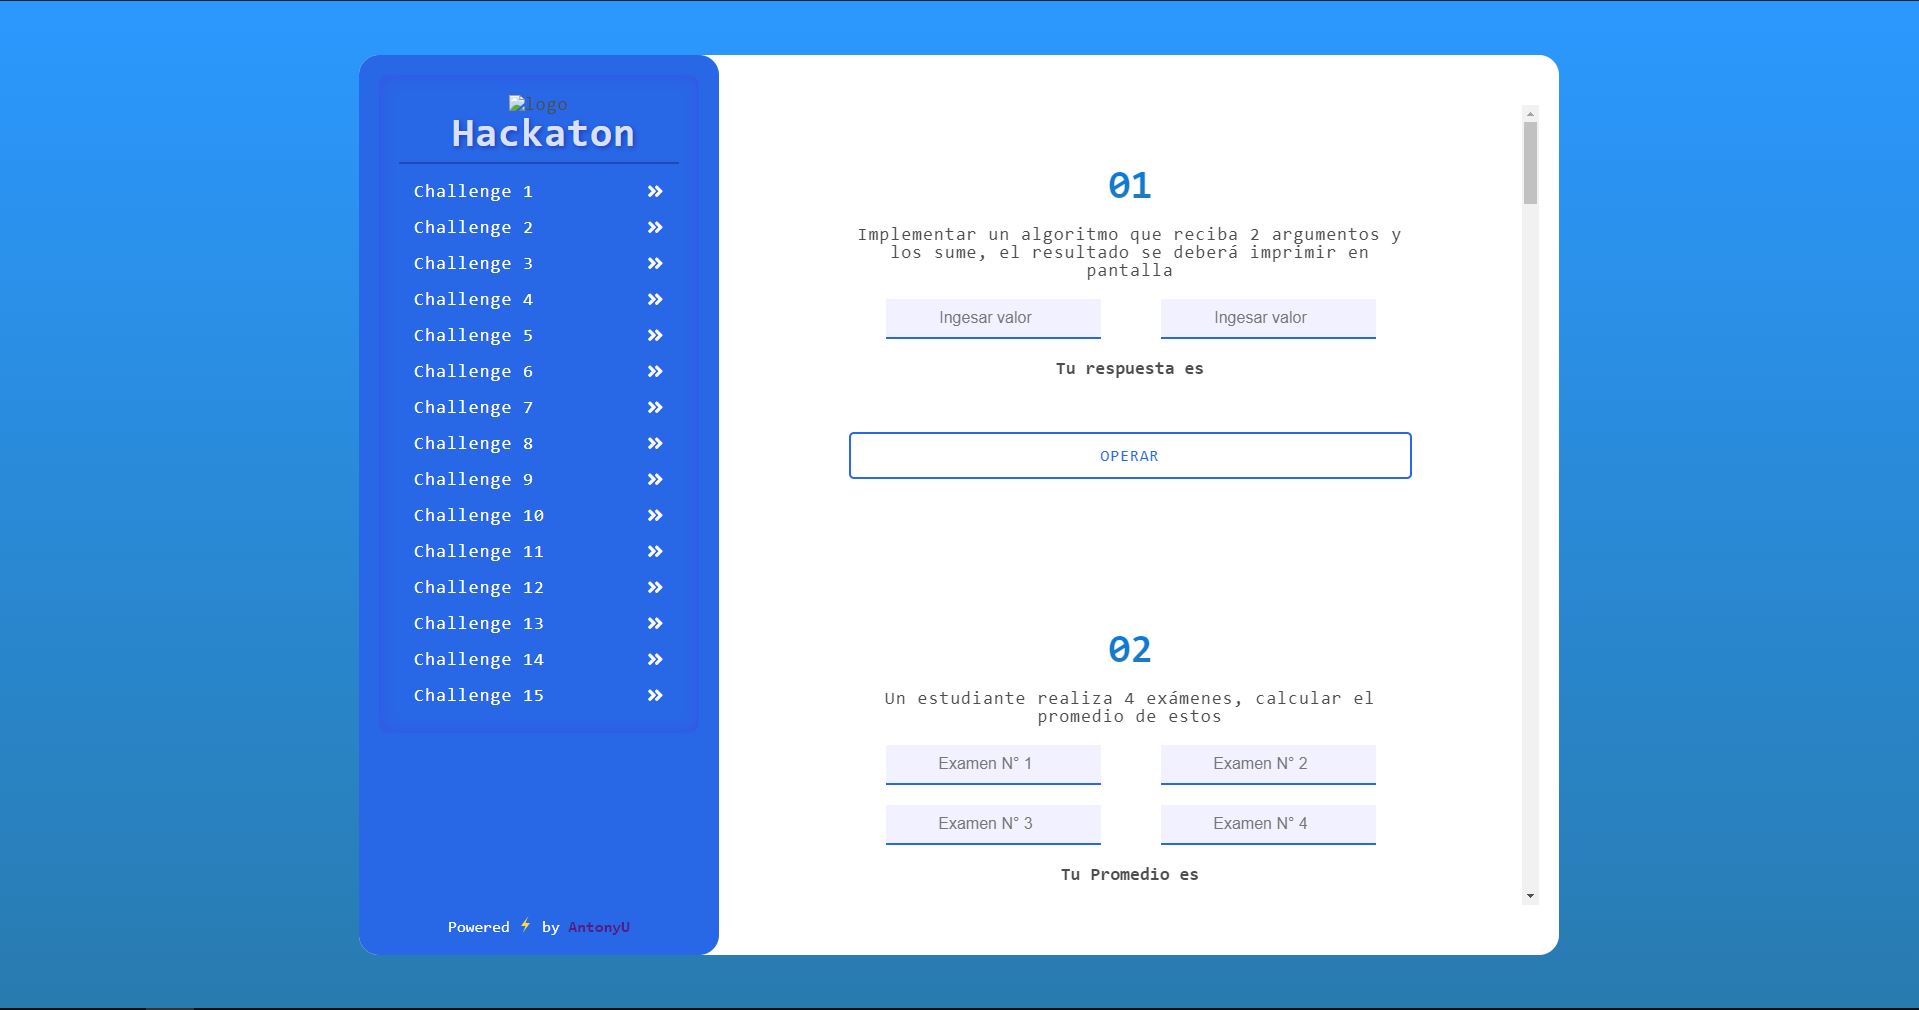 logo
Hackaton
Challenge 1
Challenge 2
Challenge 3
Challenge 4
Challenge 5
Challenge 6
Challenge 7
Challenge 8
Challenge 9
Challenge 10
Challenge 11
Challenge 12
Challenge 13
Challenge 14
Challenge 15
Powered ⚡ by AntonyU
01
Implementar un algoritmo que reciba 2 argumentos y
los sume, el resultado se deberá imprimir en
pantalla
Ingesar valor Ingesar valor
Tu respuesta es
OPERAR
02
Un estudiante realiza 4 exámenes, calcular el
promedio de estos
Examen N° 1 Examen N° 2
Examen N° 3 Examen N° 4
Tu Promedio es